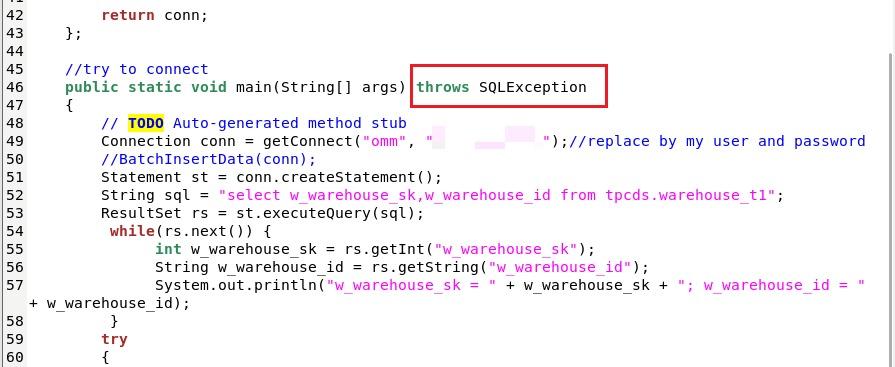 42 return conn;
43 };
44
45 //try to connect
46 public static void main(String[] args) throws SQLException
47 {
48 // TODO Auto-generated method stub
49 Connection conn = getConnect("omm", " ");//replace by my user and password
50 //BatchInsertData(conn);
51 Statement st = conn.createStatement();
52 String sql = "select w_warehouse_sk,w_warehouse_id from tpcds.warehouse_t1";
53 ResultSet rs = st.executeQuery(sql);
54 while(rs.next()) {
55 int w_warehouse_sk = rs.getInt("w_warehouse_sk");
56 String w_warehouse_id = rs.getString("w_warehouse_id");
57 System.out.println("w_warehouse_sk = " + w_warehouse_sk + "; w_warehouse_id = "
+ w_warehouse_id);
58 }
59 try
60 {